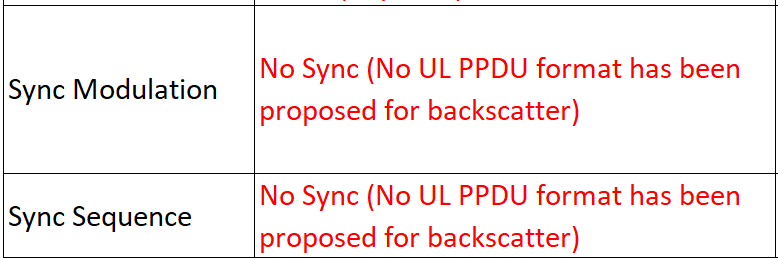 Sync Modulation
No Sync (No UL PPDU format has been
proposed for backscatter)
Sync Sequence
No Sync (No UL PPDU format has been
proposed for backscatter)